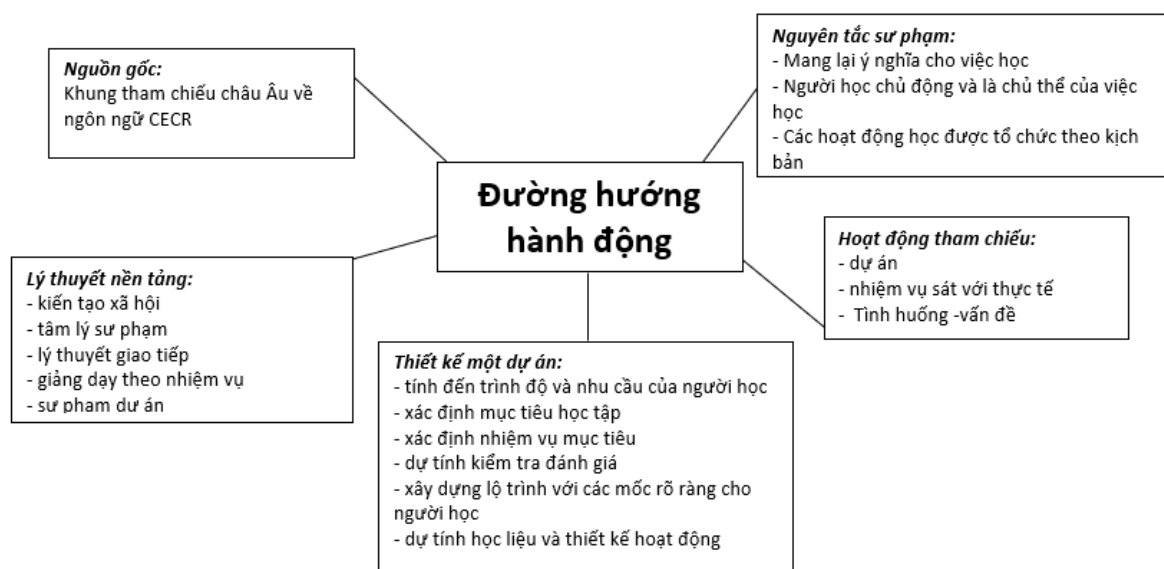 Nguồn gốc:
Khung tham chiếu châu Âu về
ngôn ngữ CECR
Nguyên tắc sư phạm:
- Mang lại ý nghĩa cho việc học
- Người học chủ động và là chủ thể của việc
học
- Các hoạt động học được tổ chức theo kịch
bản
Đường hướng
hành động
Lý thuyết nền tảng:
- kiến tạo xã hội
- tâm lý sư phạm
- lý thuyết giao tiếp
- giảng dạy theo nhiệm vụ
- sư phạm dự án
Hoạt động tham chiếu:
- dự án
- nhiệm vụ sát với thực tế
- Tình huống -vấn đề
Thiết kế một dự án:
- tính đến trình độ và nhu cầu của người học
- xác định mục tiêu học tập
- xác định nhiệm vụ mục tiêu
- dự tính kiểm tra đánh giá
- xây dựng lộ trình với các mốc rõ ràng cho
người học
- dự tính học liệu và thiết kế hoạt động